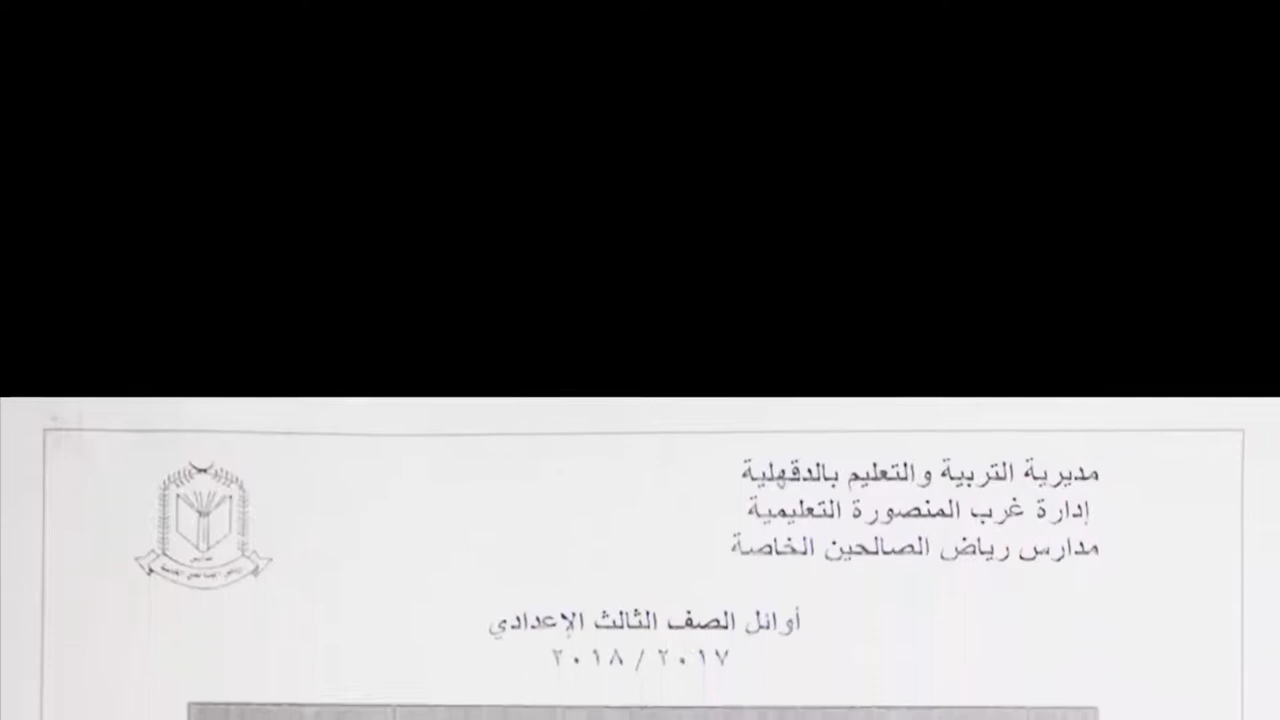 مديرية التربية والتعليم بالدقهلية
إدارة غرب المنصورة التعليمية
مدارس رياض الصالحين الخاصة
أوائل الصف الثالث الإعدادي
٢٠١٧ / ٢٠١٨